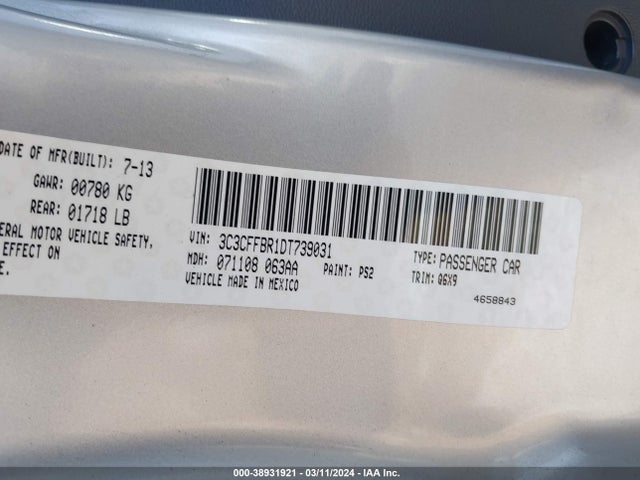 DATE OF MFR(BUILT): 7-13
GAWR: 00780 KG
REAR: 01718 LB
ERAL MOTOR VEHICLE SAFETY,
EFFECT ON
E.
VIN: 3C3CFFBR1DT739031
MDH: 071108 063AA PAINT: PS2
VEHICLE MADE IN MEXICO
TYPE: PASSENGER CAR
TRIM: Q6X9
4658843
000-38931921 - 03/11/2024 - IAA Inc.